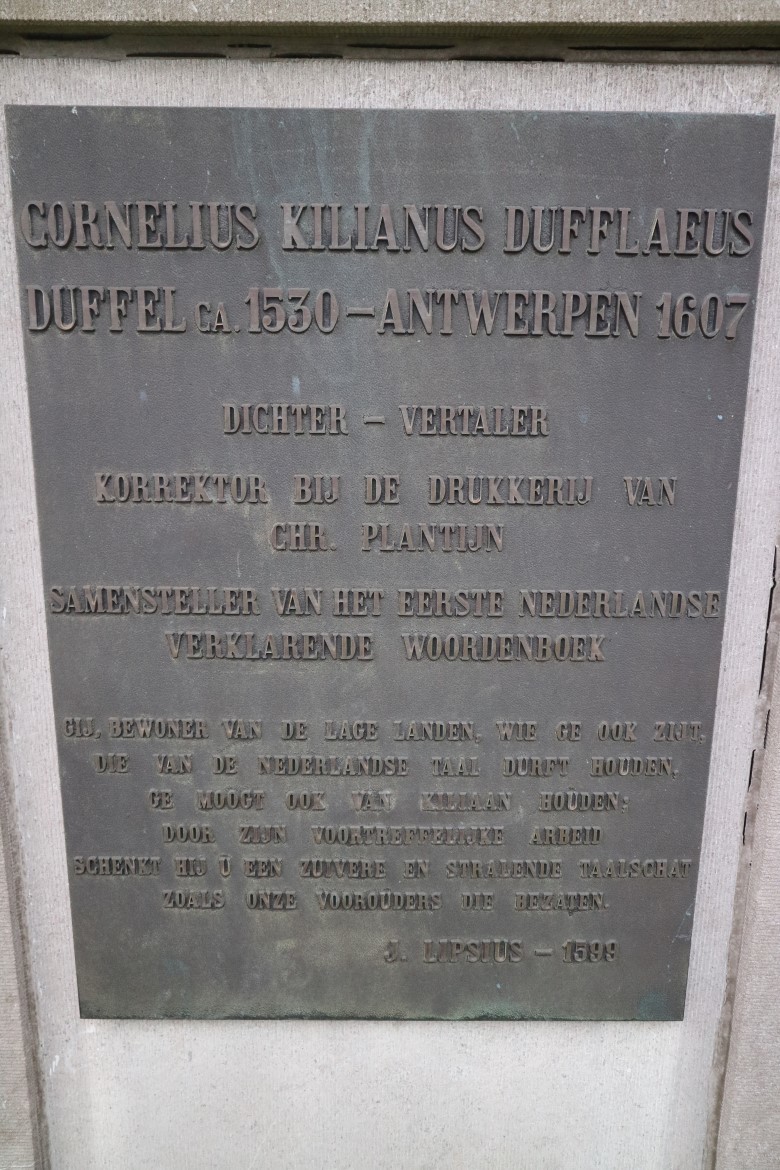 CORNELIUS KILIANUS DUFFLAEUS
DUFFEL CA. 1530 – ANTWERPEN 1607
DICHTER – VERTALER
KORREKTOR BIJ DE DRUKKERIJ VAN
CHR. PLANTIJN
SAMENSTELLER VAN HET EERSTE NEDERLANDSE
VERKLARENDE WOORDENBOEK
GIJ, BEWONER VAN DE LAGE LANDEN, WIE GE OOK ZIJT,
DIE VAN DE NEDERLANDSE TAAL DURFT HOUDEN,
GE MOOGT OOK VAN KILIAAN HOUDEN;
DOOR ZIJN VOORTREFFELIJKE ARBEID
SCHENKT HIJ U EEN ZUIVERE EN STRALENDE TAALSCHAT
ZOALS ONZE VOOROUDERS DIE BEZATEN.
J. LIPSIUS – 1599